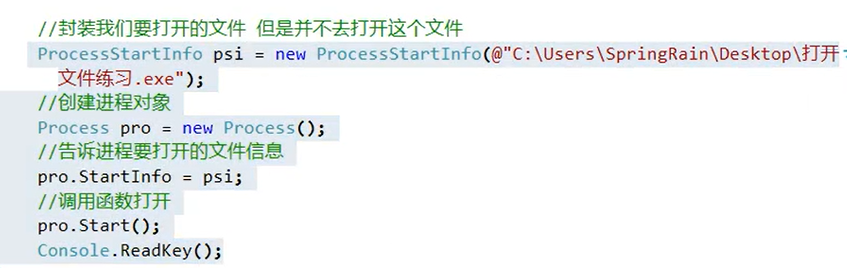 //封装我们要打开的文件 但是并不去打开这个文件
ProcessStartInfo psi = new ProcessStartInfo(@"C:\Users\SpringRain\Desktop\打开
文件练习.exe");
//创建进程对象
Process pro = new Process();
//告诉进程要打开的文件信息
pro.StartInfo = psi;
//调用函数打开
pro.Start();
Console.ReadKey();